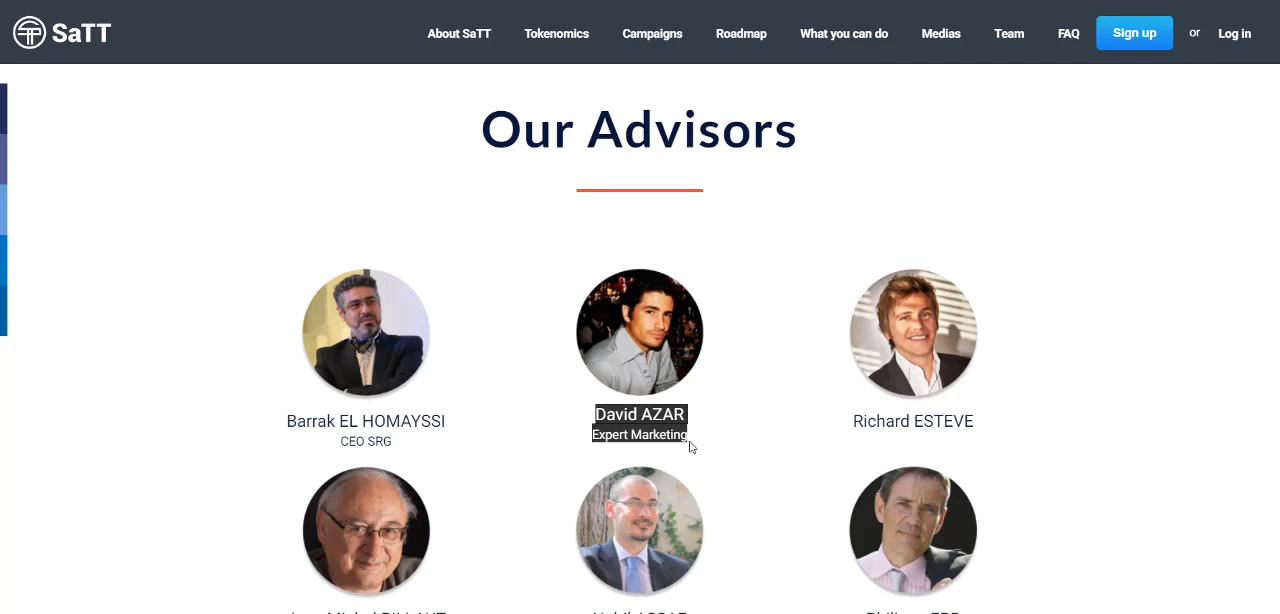 SaTT
About SaTT Tokenomics Campaigns Roadmap What you can do Medias Team FAQ Sign up or Log in
Our Advisors
Barrak EL HOMAYSSI
CEO SRG
David AZAR
Expert Marketing
Richard ESTEVE